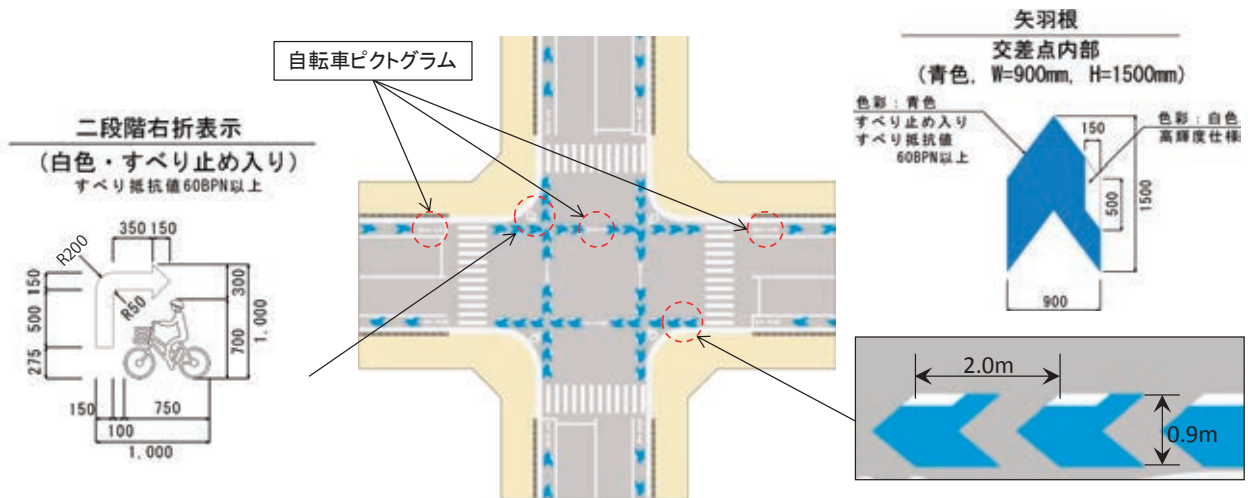 自転車ピクトグラム
二段階右折表示
(白色・すべり止め入り)
すべり抵抗値60BPN以上
350
150
R200
R50
150
500
275
300
700
1,000
150
100
750
1,000
矢羽根
交差点内部
(青色, W=900mm, H=1500mm)
色彩:青色
すべり止め入り
すべり抵抗値
60BPN以上
150
色彩:白色
高輝度仕様
500
1500
900
2.0m
0.9m